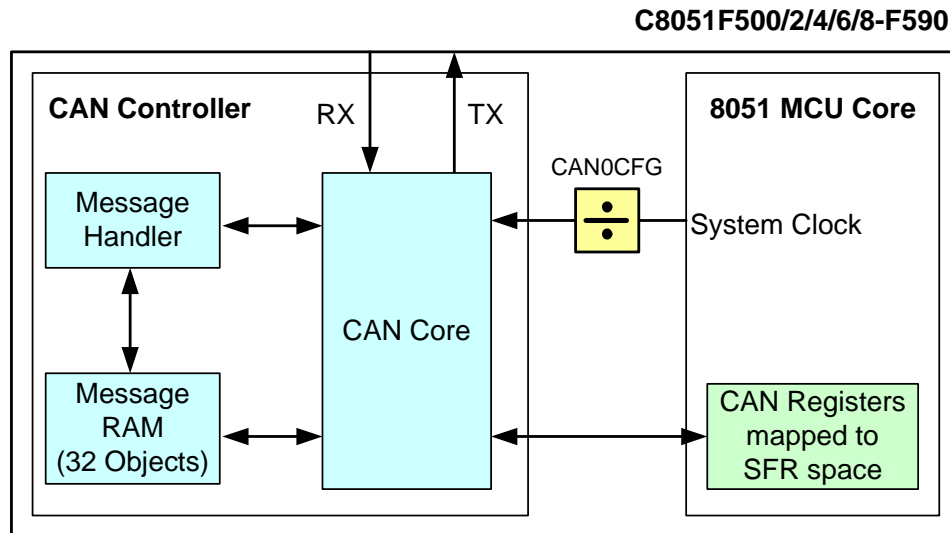 C8051F500/2/4/6/8-F590
CAN Controller
RX
TX
8051 MCU Core
CAN0CFG
Message
Handler
÷
System Clock
CAN Core
Message
RAM
(32 Objects)
CAN Registers
mapped to
SFR space